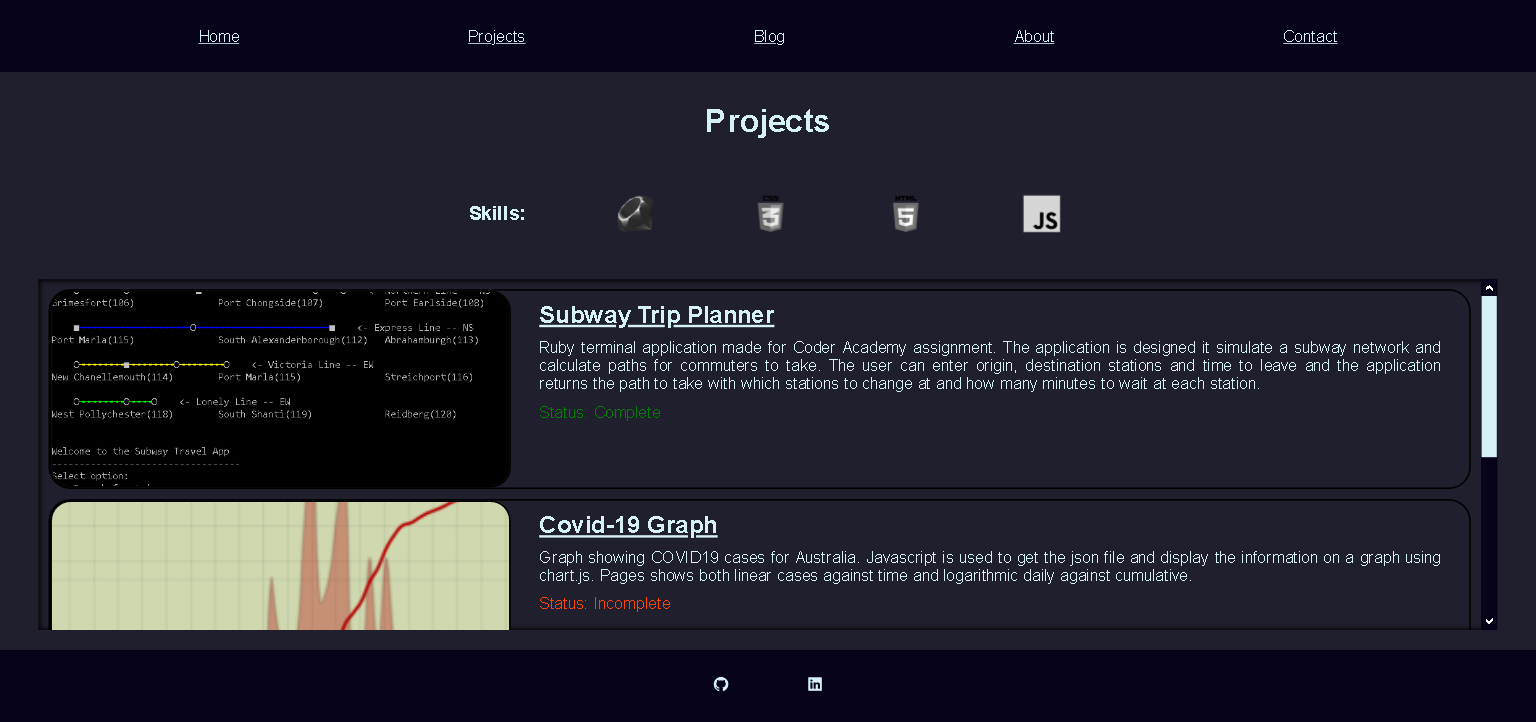 Home Projects Blog About Contact
Projects
Skills:
CSS
3
HTML
5
JS
Port Chongside(107) Port Earlside(108)
<- Express Line -- NS
Port Marla(115) South Alexanderborough(112) Abrahamburgh(113)
<- Victoria Line -- EW
New Chanellemouth(114) Port Marla(115) Streichport(116)
<- Lonely Line -- EW
West Pollychester(118) South Shanti(119) Reidberg(120)
Welcome to the Subway Travel App
--------------------------------
Select option:
Subway Trip Planner
Ruby terminal application made for Coder Academy assignment. The application is designed it simulate a subway network and
calculate paths for commuters to take. The user can enter origin, destination stations and time to leave and the application
returns the path to take with which stations to change at and how many minutes to wait at each station.
Status: Complete
Covid-19 Graph
Graph showing COVID19 cases for Australia. Javascript is used to get the json file and display the information on a graph using
chart.js. Pages shows both linear cases against time and logarithmic daily against cumulative.
Status: Incomplete
in